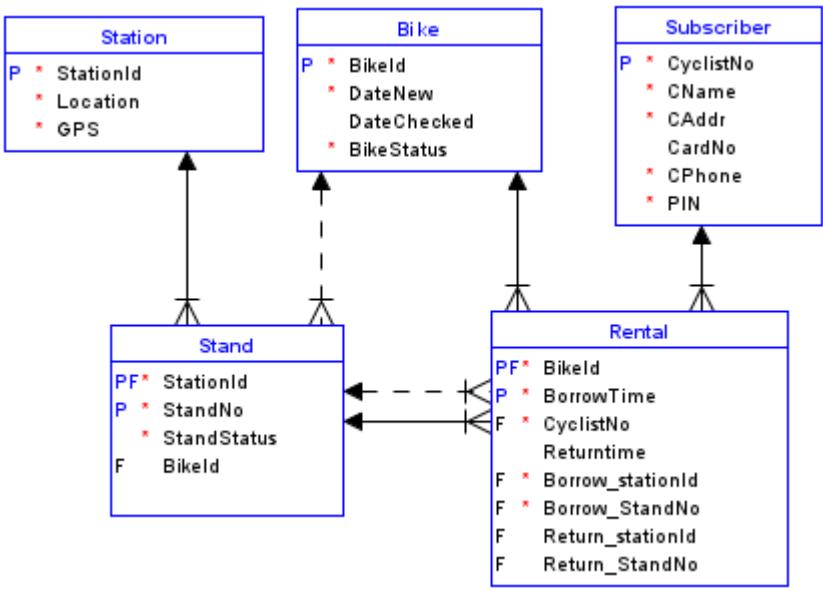 Station
P * StationId
* Location
* GPS
Bike
P * BikeId
* DateNew
DateChecked
* BikeStatus
Subscriber
P * CyclistNo
* CName
* CAddr
CardNo
* CPhone
* PIN
Stand
PF* StationId
P * StandNo
* StandStatus
F BikeId
Rental
PF* BikeId
P * BorrowTime
F * CyclistNo
Returntime
F * Borrow_stationId
F * Borrow_StandNo
F Return_stationId
F Return_StandNo